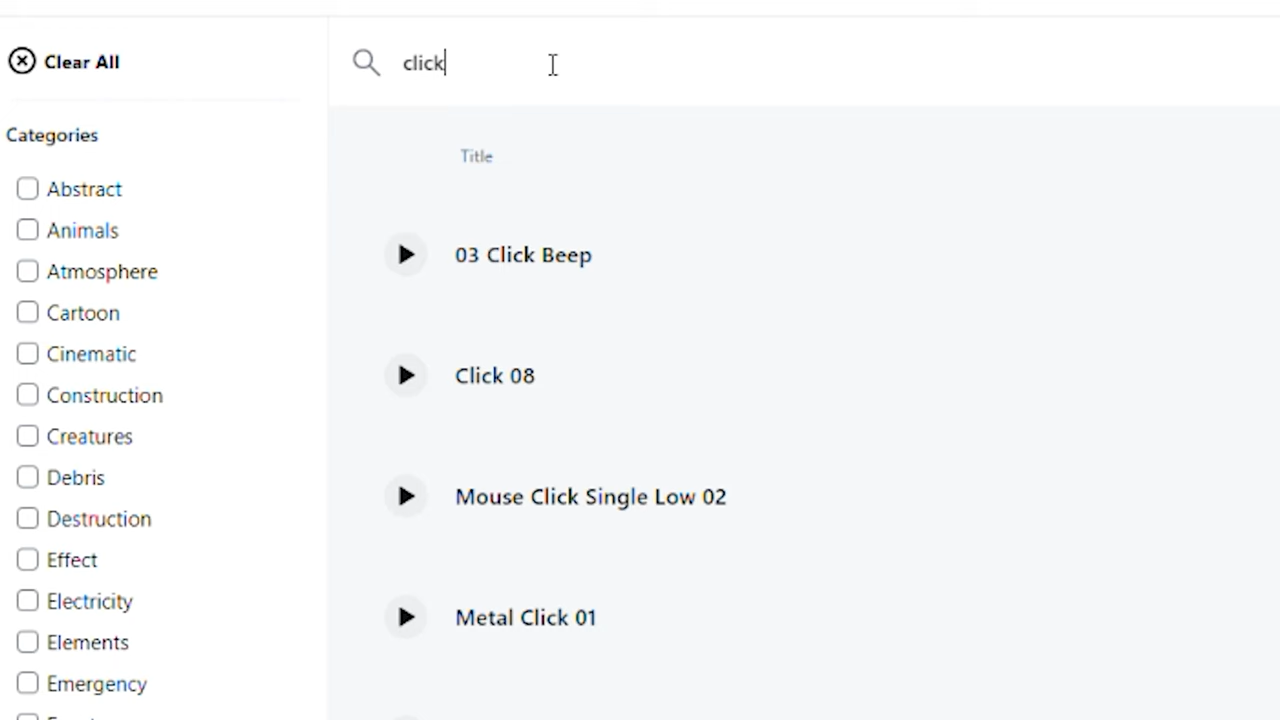 Clear All
click
Categories
Abstract
Animals
Atmosphere
Cartoon
Cinematic
Construction
Creatures
Debris
Destruction
Effect
Electricity
Elements
Emergency
Title
03 Click Beep
Click 08
Mouse Click Single Low 02
Metal Click 01